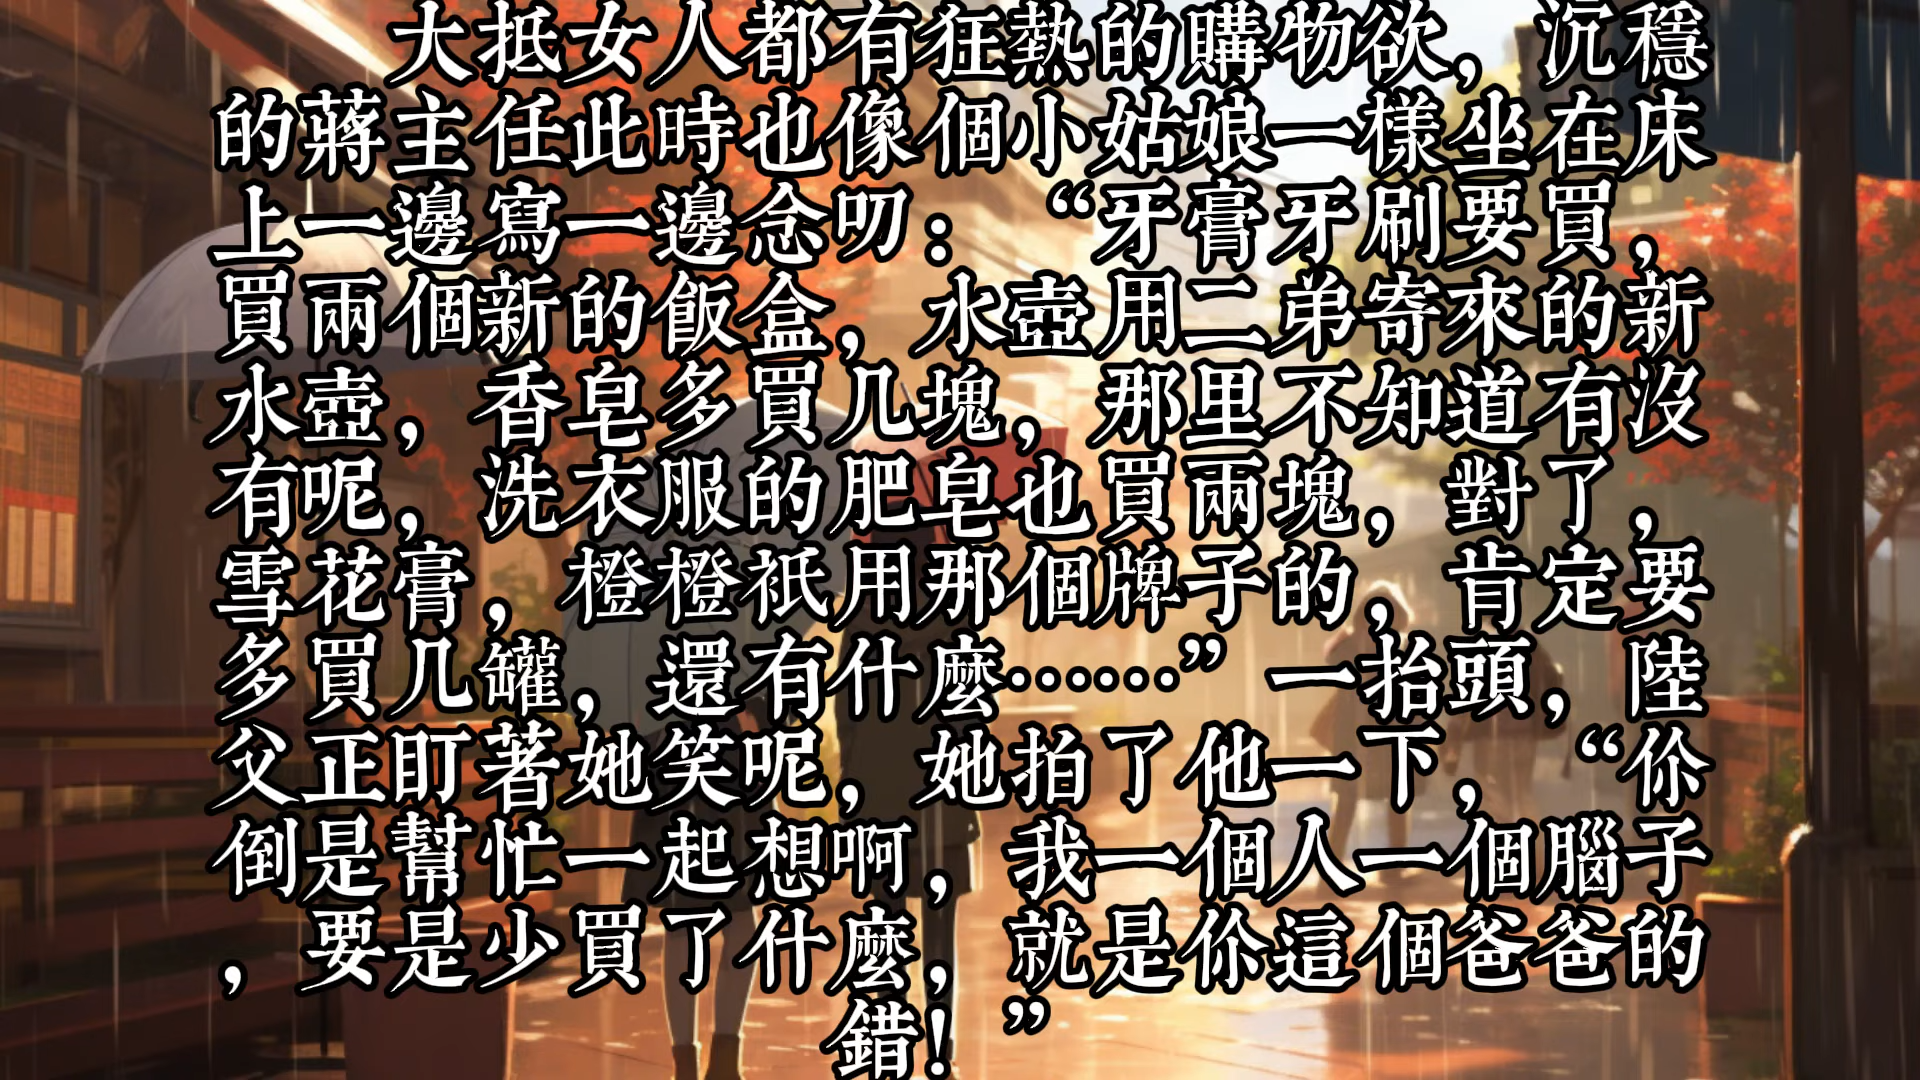 大抵女人都有狂熱的購物欲，沉穩
的蔣主任此時也像個小姑娘一樣坐在床
上一邊寫一邊念叨：“牙膏牙刷要買，
買兩個新的飯盒，水壺用二弟寄來的新
水壺，香皂多買几塊，那里不知道有沒
有呢，洗衣服的肥皂也買兩塊，對了，
雪花膏，橙橙衹用那個牌子的，肯定要
多買几罐，還有什麼……”一抬頭，陸
父正盯著她笑呢，她拍了他一下，“你
倒是幫忙一起想啊，我一個人一個腦子
，要是少買了什麼，就是你這個爸爸的
錯！”